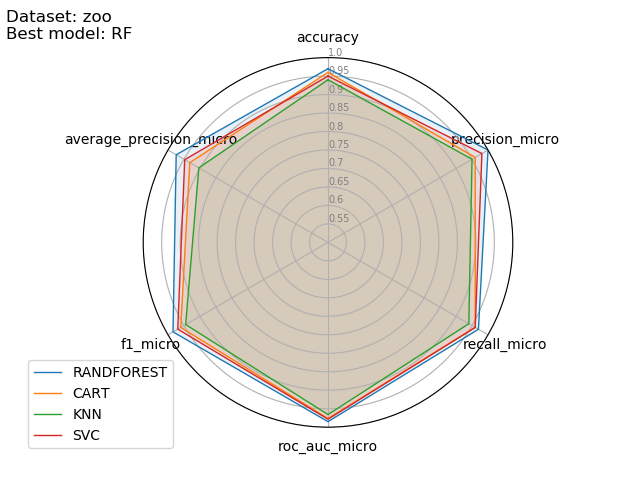 Dataset: zoo
Best model: RF
accuracy
1.0
0.95
0.9
0.85
0.8
0.75
0.7
0.65
0.6
0.55
average_precision_micro
precision_micro
f1_micro
recall_micro
roc_auc_micro
RANDFOREST
CART
KNN
SVC